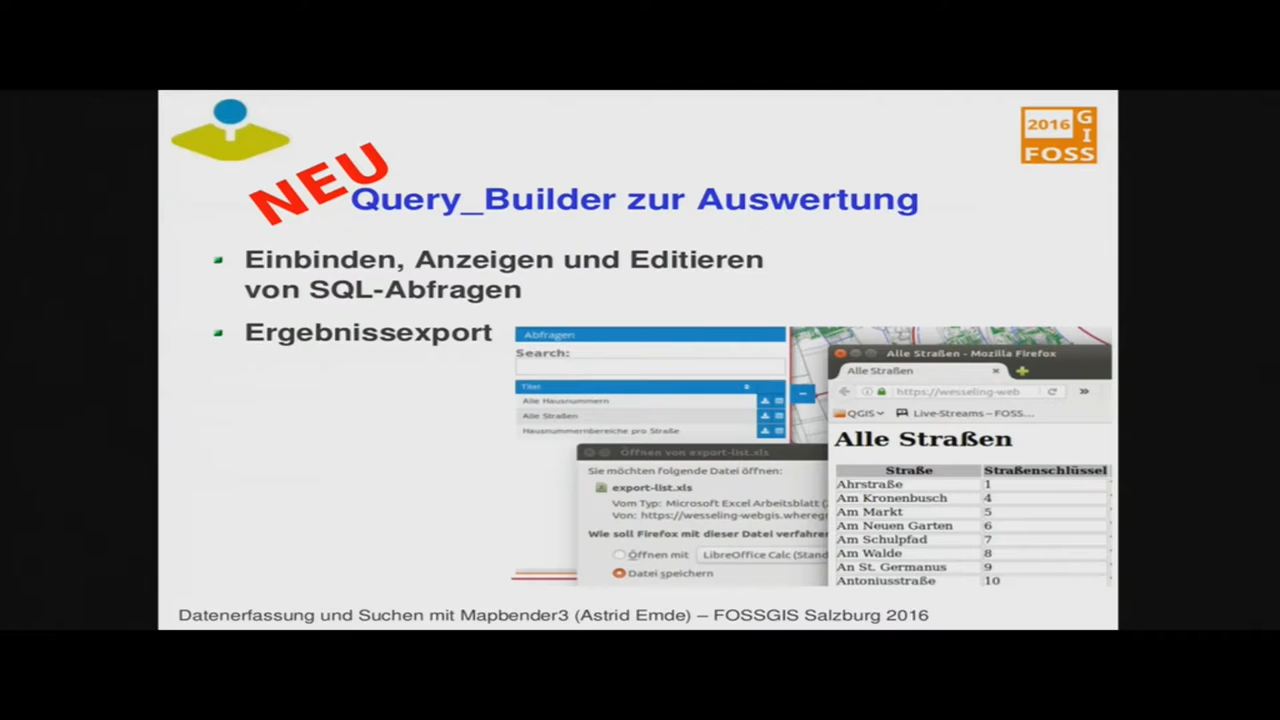 2016
G
I
FOSS
NEU
Query_Builder zur Auswertung
Einbinden, Anzeigen und Editieren
von SQL-Abfragen
Ergebnissexport
Abfragen:
Search:
Titel
Alle Hausnummern
Alle Straßen
Hausnummernbereiche pro Straße
Öffnen von export-list.xls
Sie möchten folgende Datei öffnen:
export-list.xls
Vom Typ: Microsoft Excel Arbeitsblatt (
Von: https://wesseling-webgis.wheregr
Wie soll Firefox mit dieser Datei verfahre
Öffnen mit LibreOffice Calc (Stand
Datei speichern
Alle Straßen - Mozilla Firefox
Alle Straßen
https://wesseling-web
QGIS Live-Streams – FOSS...
Alle Straßen
Straße Straßenschlüssel
Ahrstraße 1
Am Kronenbusch 4
Am Markt 5
Am Neuen Garten 6
Am Schulpfad 7
Am Walde 8
An St. Germanus 9
Antoniusstraße 10
Datenerfassung und Suchen mit Mapbender3 (Astrid Emde) – FOSSGIS Salzburg 2016